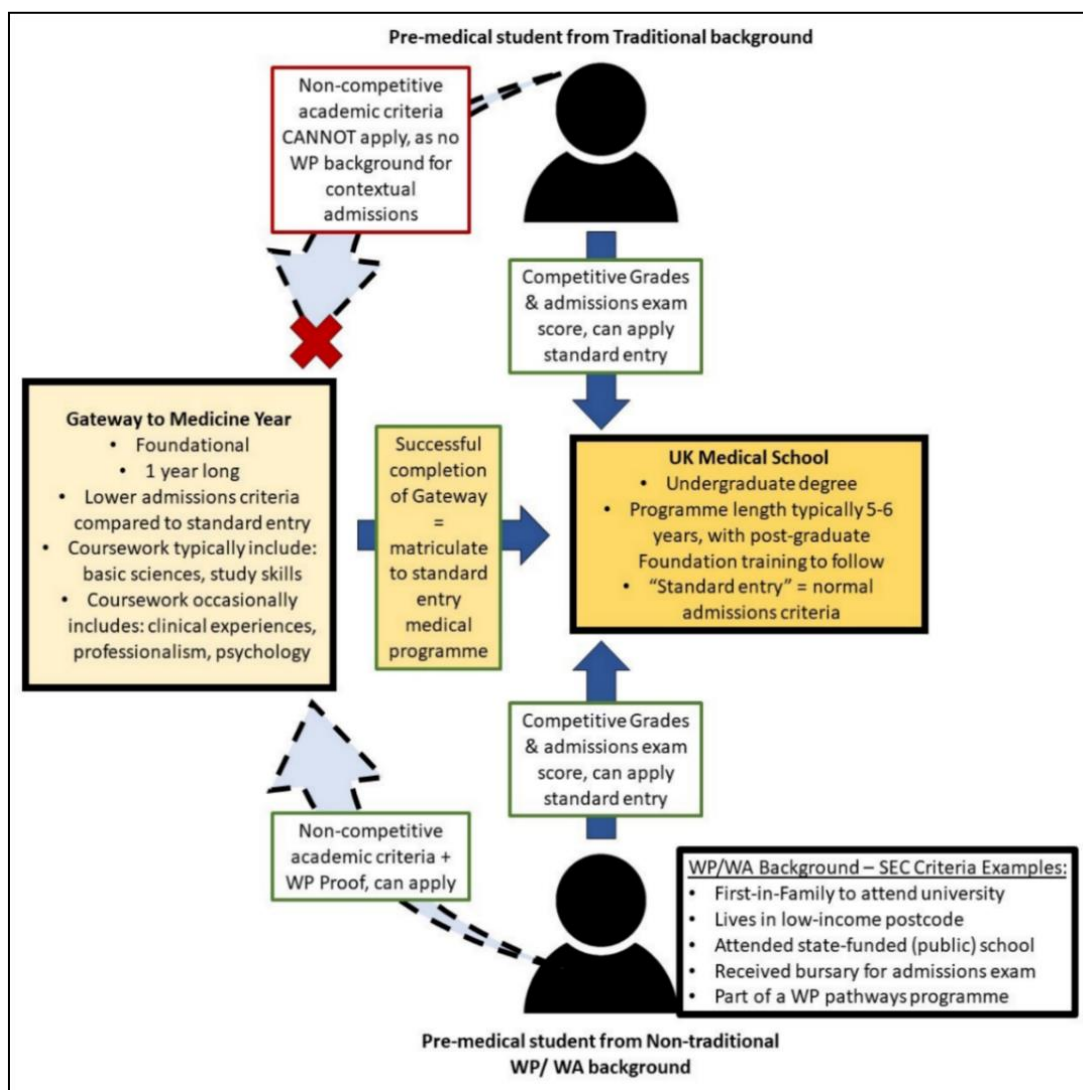 Pre-medical student from Traditional background
Non-competitive
academic criteria
CANNOT apply, as no
WP background for
contextual
admissions
Competitive Grades
& admissions exam
score, can apply
standard entry
Gateway to Medicine Year
• Foundational
• 1 year long
• Lower admissions criteria
compared to standard entry
• Coursework typically include:
basic sciences, study skills
• Coursework occasionally
includes: clinical experiences,
professionalism, psychology
Successful
completion
of Gateway
=
matriculate
to standard
entry
medical
programme
UK Medical School
• Undergraduate degree
• Programme length typically 5-6
years, with post-graduate
Foundation training to follow
• “Standard entry” = normal
admissions criteria
Competitive Grades
& admissions exam
score, can apply
standard entry
Non-competitive
academic criteria +
WP Proof, can apply
WP/WA Background – SEC Criteria Examples:
• First-in-Family to attend university
• Lives in low-income postcode
• Attended state-funded (public) school
• Received bursary for admissions exam
• Part of a WP pathways programme
Pre-medical student from Non-traditional
WP/ WA background